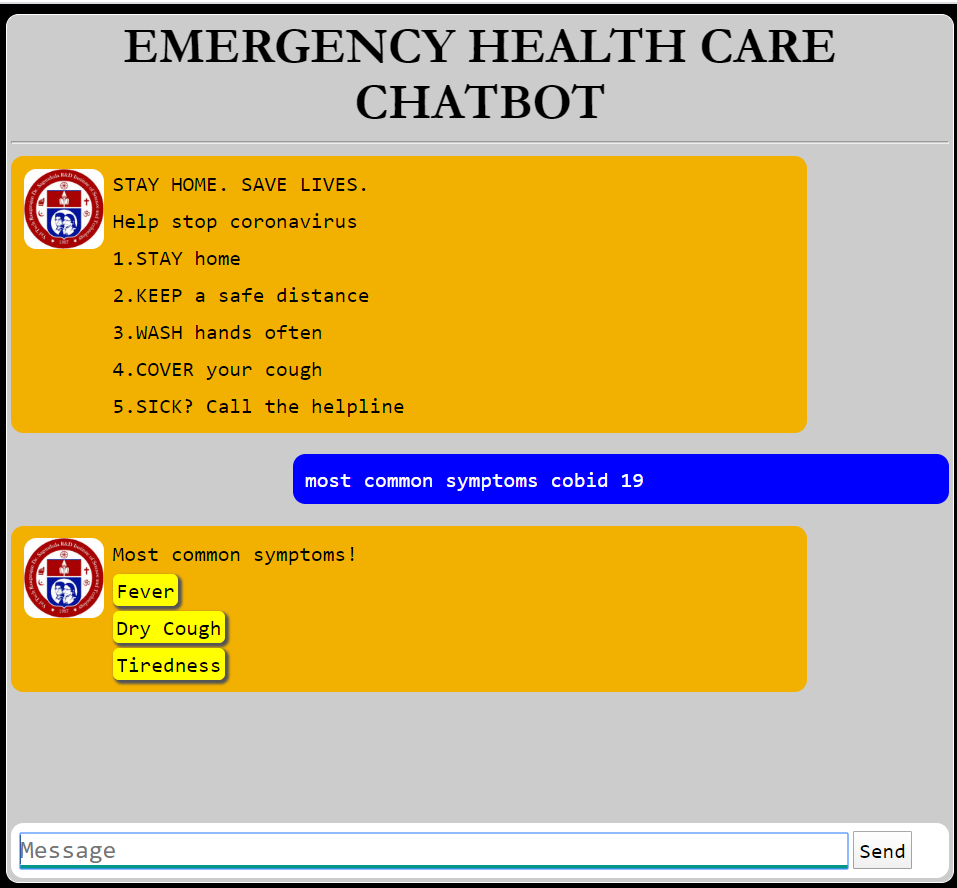 EMERGENCY HEALTH CARE
CHATBOT
STAY HOME. SAVE LIVES.
Help stop coronavirus
1.STAY home
2.KEEP a safe distance
3.WASH hands often
4.COVER your cough
5.SICK? Call the helpline
most common symptoms cobid 19
Most common symptoms!
Fever
Dry Cough
Tiredness
Message
Send